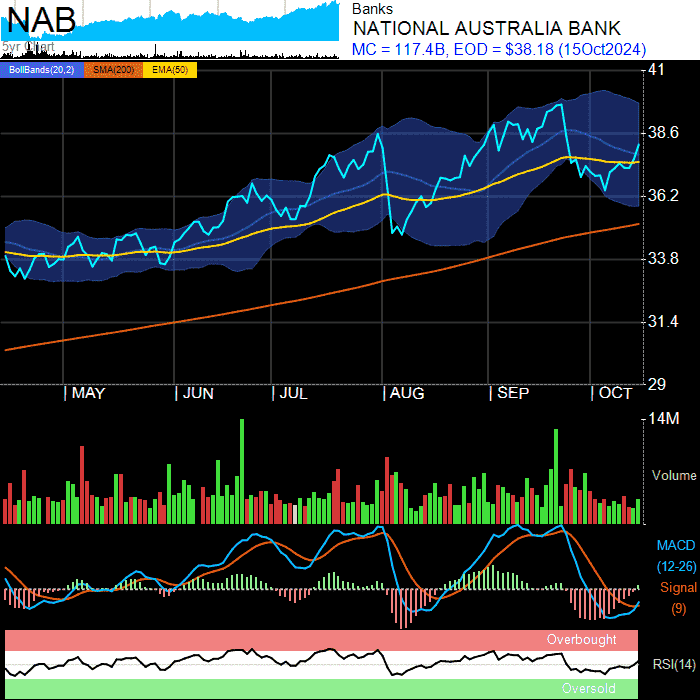 NAB
5yr Chart
Banks
NATIONAL AUSTRALIA BANK
MC = 117.4B, EOD = $38.18 (15Oct2024)
BollBands(20,2) SMA(200) EMA(50)
41
38.6
36.2
33.8
31.4
29
MAY JUN JUL AUG SEP OCT
14M
Volume
MACD
(12-26)
Signal
(9)
Overbought
RSI(14)
Oversold